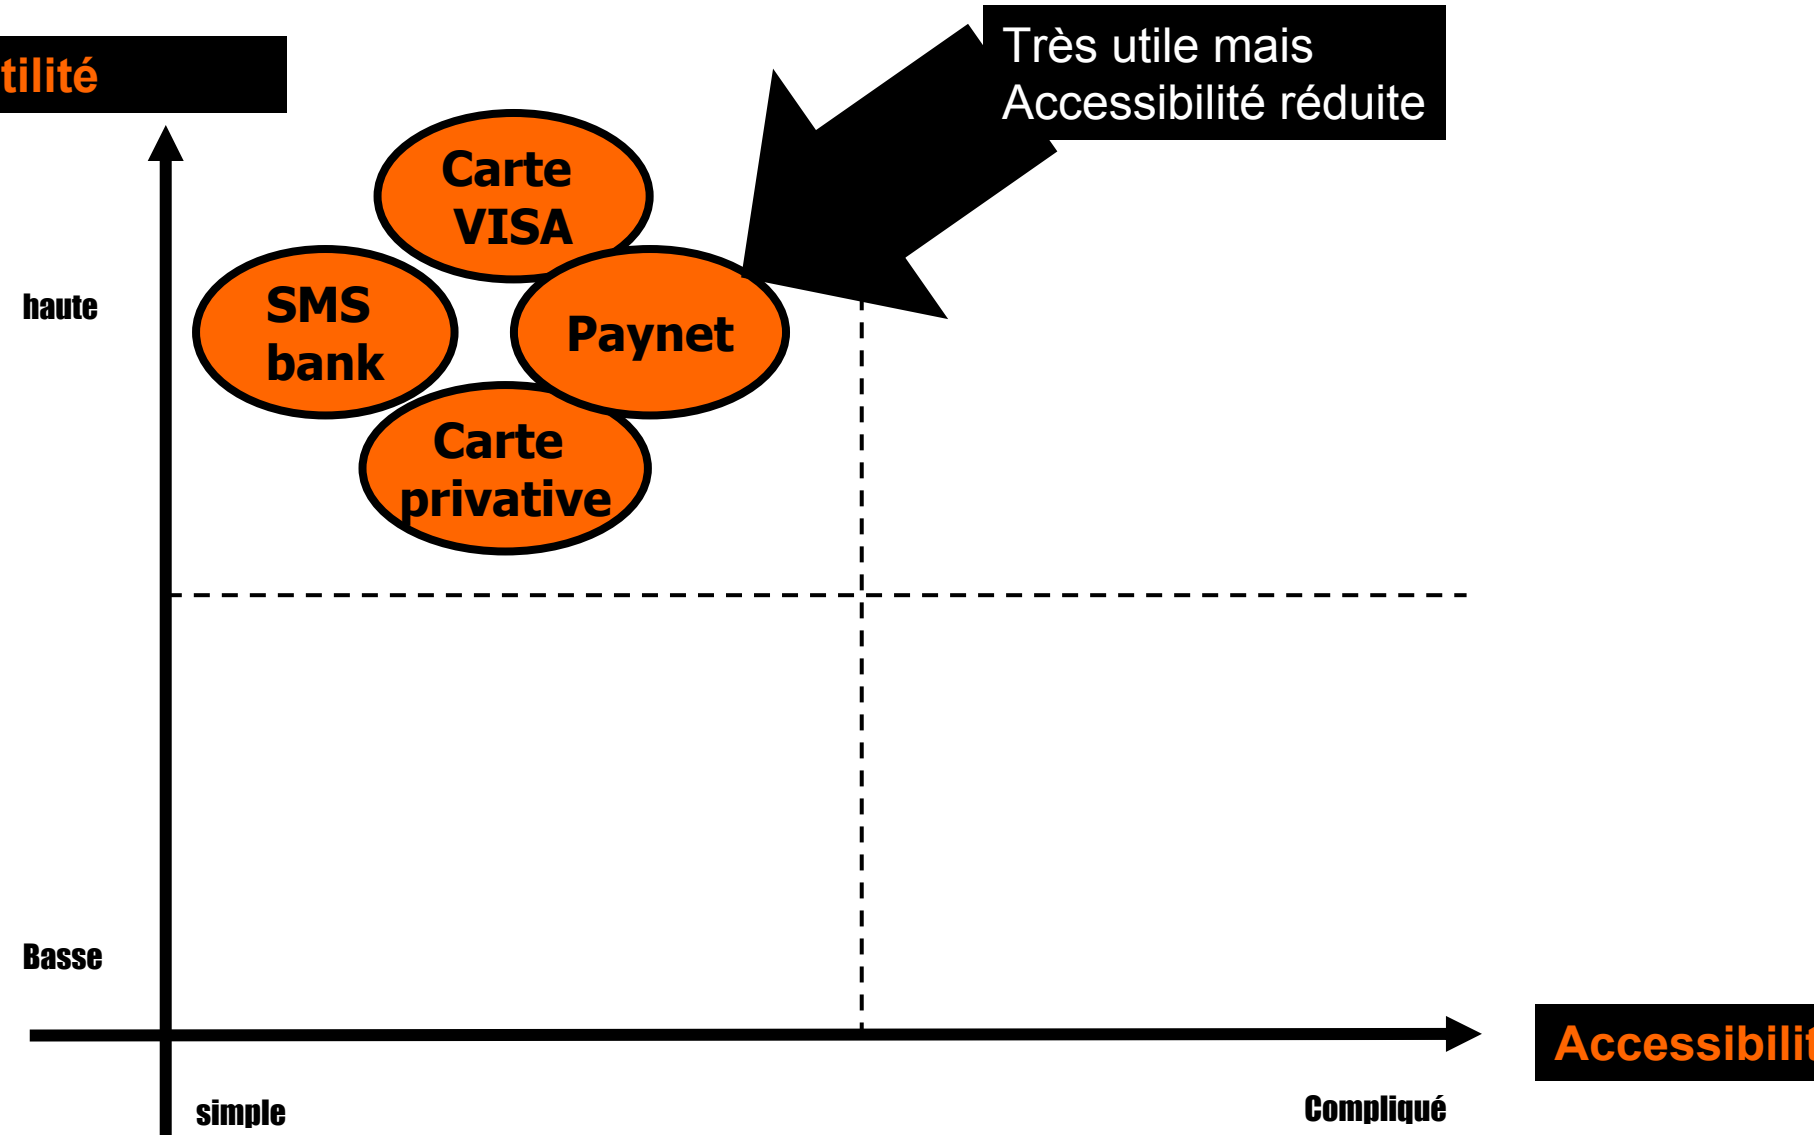 tilité
Très utile mais
Accessibilité réduite
Carte
VISA
haute
SMS
bank
Paynet
Carte
privative
Basse
Accessibilit
simple
Compliqué